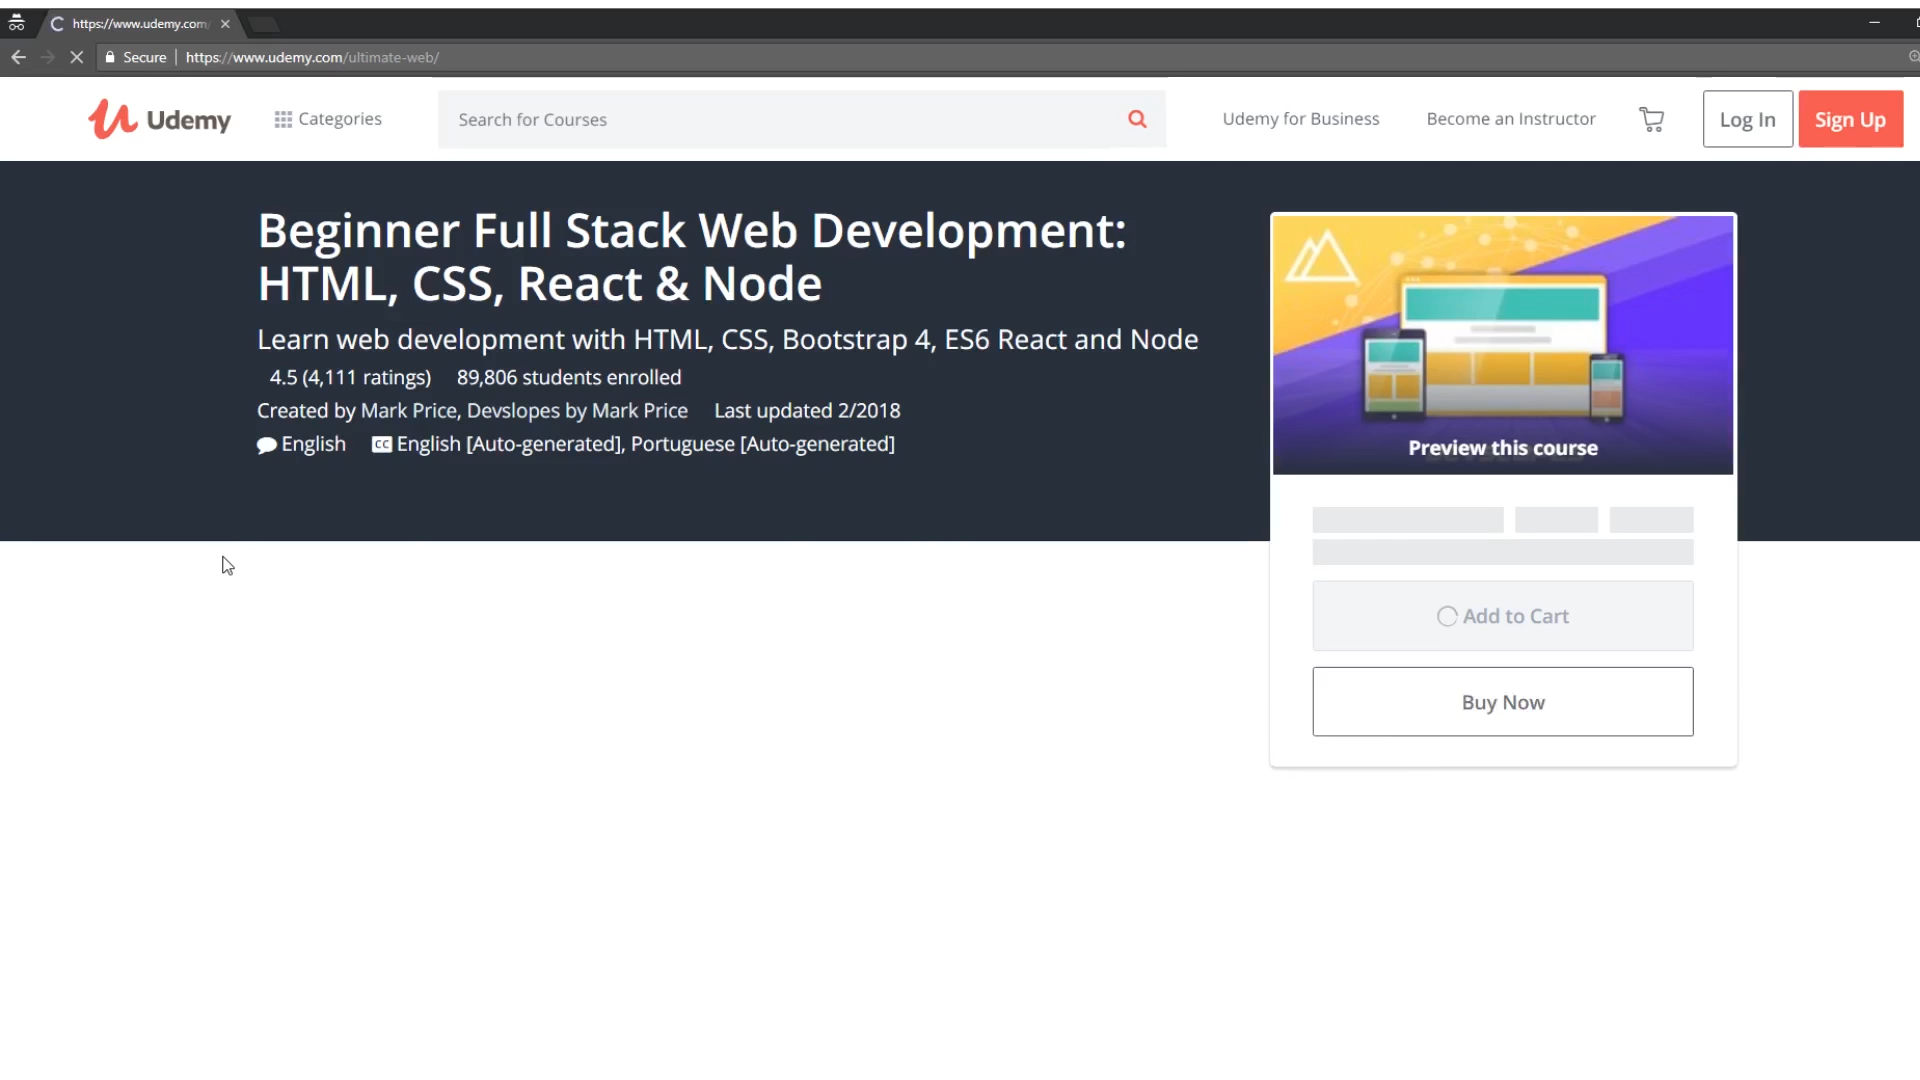 https://www.udemy.com/
Secure | https://www.udemy.com/ultimate-web/
Udemy
Categories
Search for Courses
Udemy for Business
Become an Instructor
Log In
Sign Up
Beginner Full Stack Web Development:
HTML, CSS, React & Node
Learn web development with HTML, CSS, Bootstrap 4, ES6 React and Node
4.5 (4,111 ratings) 89,806 students enrolled
Created by Mark Price, Devslopes by Mark Price Last updated 2/2018
English CC English [Auto-generated], Portuguese [Auto-generated]
Preview this course
Add to Cart
Buy Now